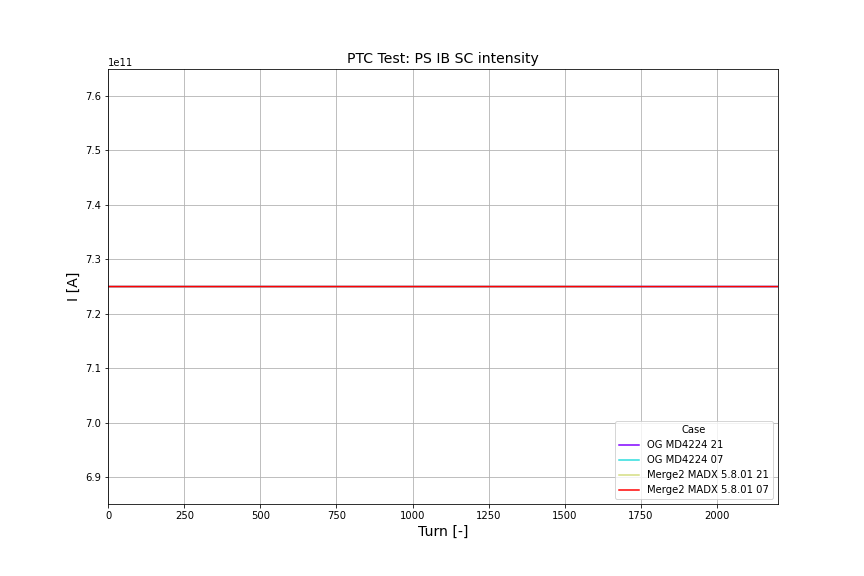 PTC Test: PS IB SC intensity
1e11
7.6
7.5
7.4
7.3
7.2
7.1
7.0
6.9
I [A]
0 250 500 750 1000 1250 1500 1750 2000
Turn [-]
Case
OG MD4224 21
OG MD4224 07
Merge2 MADX 5.8.01 21
Merge2 MADX 5.8.01 07